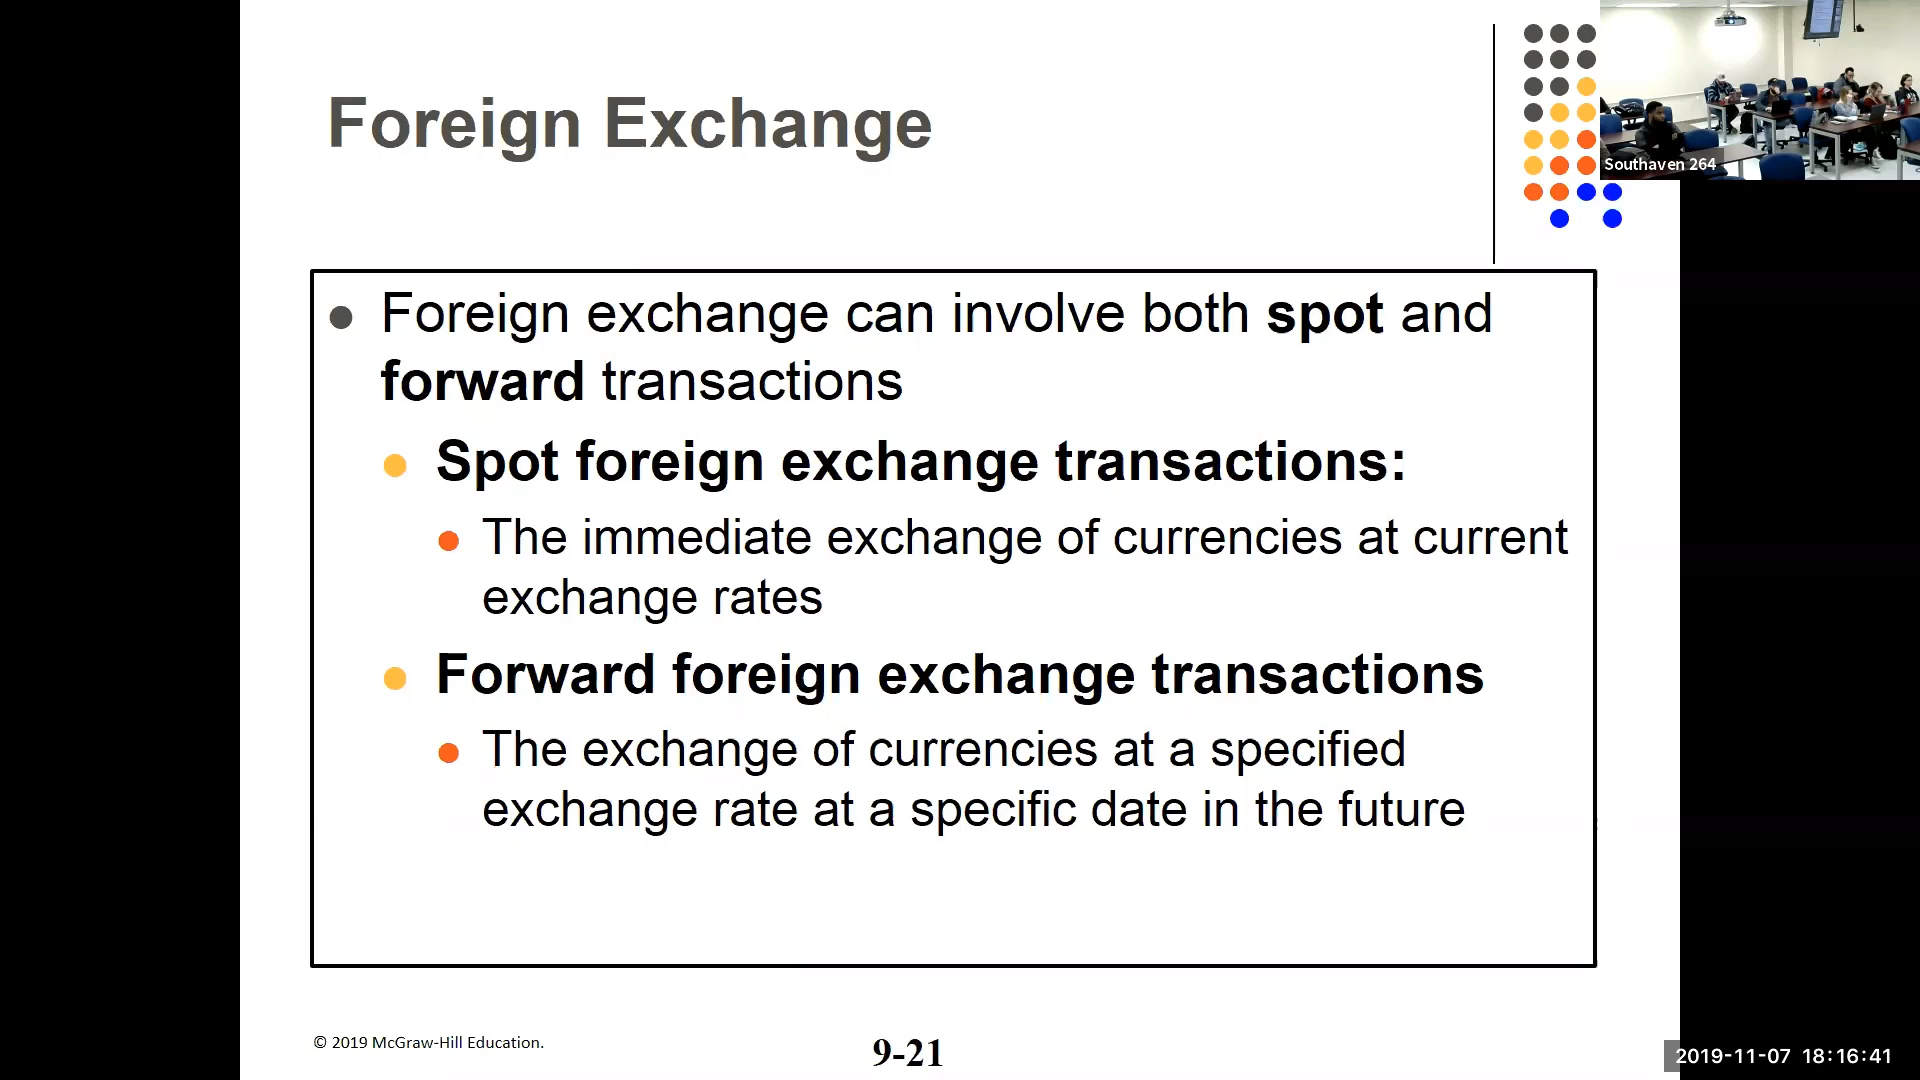 Foreign Exchange
Southaven 264
Foreign exchange can involve both spot and
forward transactions
Spot foreign exchange transactions:
The immediate exchange of currencies at current
exchange rates
Forward foreign exchange transactions
The exchange of currencies at a specified
exchange rate at a specific date in the future
© 2019 McGraw-Hill Education.
9-21
2019-11-07 18:16:41